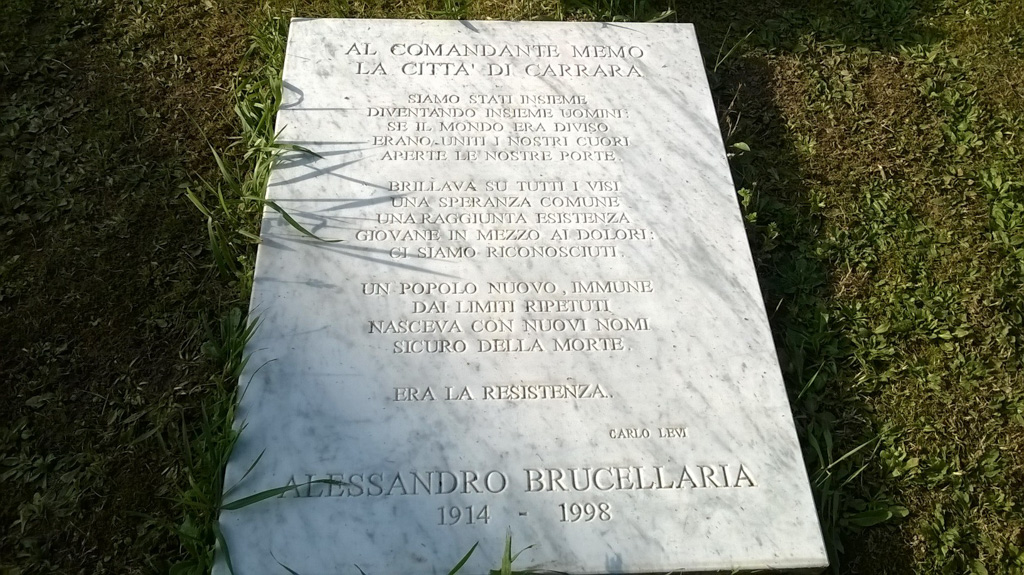 AL COMANDANTE MEMO
LA CITTA' DI CARRARA
SIAMO STATI INSIEME
DIVENTANDO INSIEME UOMINI:
SE IL MONDO ERA DIVISO
ERANO UNITI I NOSTRI CUORI
APERTE LE NOSTRE PORTE.
BRILLAVA SU TUTTI I VISI
UNA SPERANZA COMUNE
UNA RAGGIUNTA ESISTENZA
GIOVANE IN MEZZO AI DOLORI:
CI SIAMO RICONOSCIUTI.
UN POPOLO NUOVO, IMMUNE
DAI LIMITI RIPETUTI
NASCEVA CON NUOVI NOMI
SICURO DELLA MORTE.
ERA LA RESISTENZA..
CARLO LEVI
ALESSANDRO BRUCELLARIA
1914 - 1998